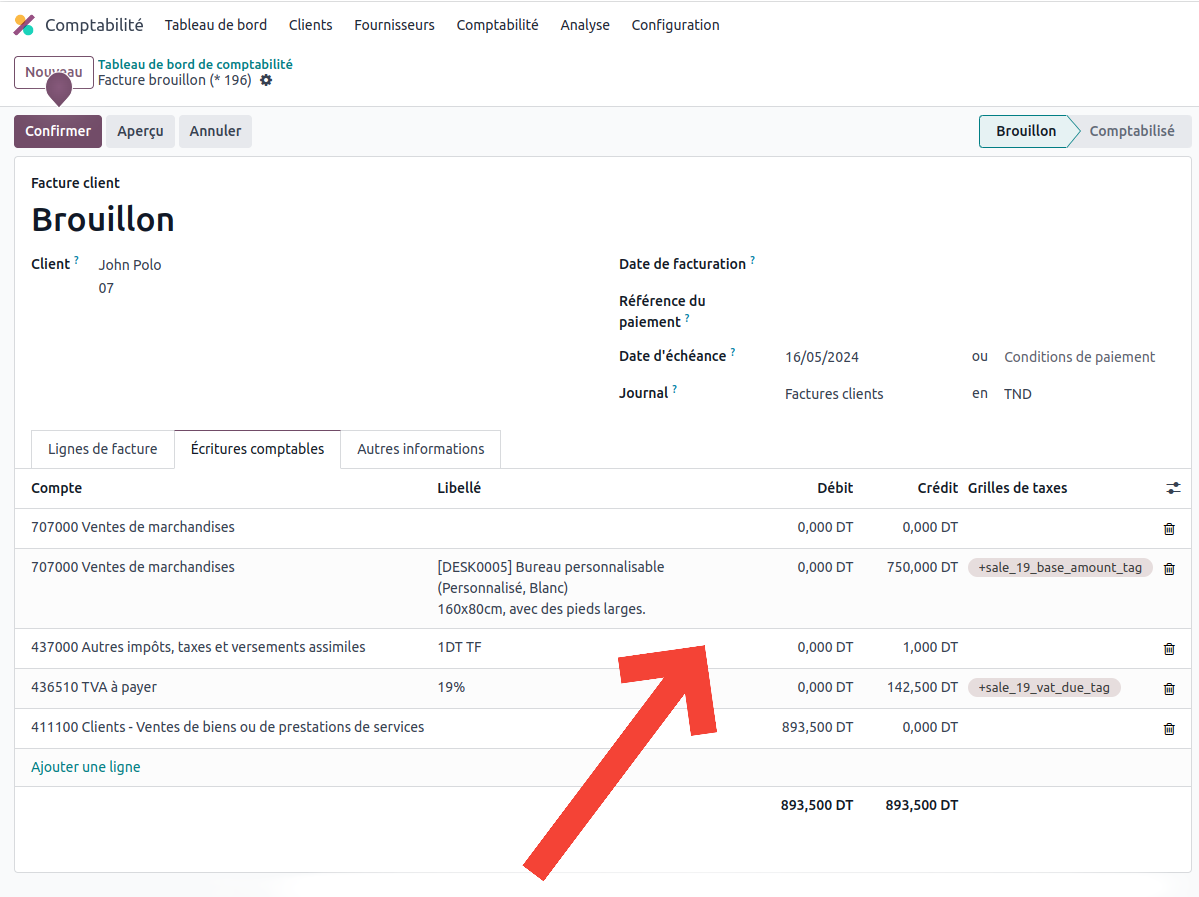 Comptabilité Tableau de bord Clients Fournisseurs Comptabilité Analyse Configuration
Nouveau Tableau de bord de comptabilité
Facture brouillon (* 196)
Confirmer Aperçu Annuler Brouillon Comptabilisé
Facture client
Brouillon
Client ? John Polo
07
Date de facturation ?
Référence du
paiement ?
Date d'échéance ? 16/05/2024 ou Conditions de paiement
Journal ? Factures clients en TND
Lignes de facture Écritures comptables Autres informations
Compte Libellé Débit Crédit Grilles de taxes
707000 Ventes de marchandises 0,000 DT 0,000 DT
707000 Ventes de marchandises [DESK0005] Bureau personnalisable 0,000 DT 750,000 DT +sale_19_base_amount_tag
(Personnalisé, Blanc)
160x80cm, avec des pieds larges.
437000 Autres impôts, taxes et versements assimiles 1DT TF 0,000 DT 1,000 DT
436510 TVA à payer 19% 0,000 DT 142,500 DT +sale_19_vat_due_tag
411100 Clients - Ventes de biens ou de prestations de services 893,500 DT 0,000 DT
Ajouter une ligne
893,500 DT 893,500 DT